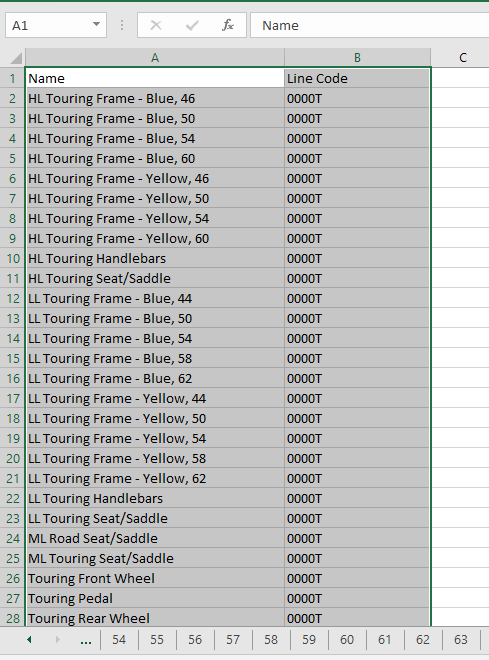 A1 fx Name
A B C
1 Name Line Code
2 HL Touring Frame - Blue, 46 0000T
3 HL Touring Frame - Blue, 50 0000T
4 HL Touring Frame - Blue, 54 0000T
5 HL Touring Frame - Blue, 60 0000T
6 HL Touring Frame - Yellow, 46 0000T
7 HL Touring Frame - Yellow, 50 0000T
8 HL Touring Frame - Yellow, 54 0000T
9 HL Touring Frame - Yellow, 60 0000T
10 HL Touring Handlebars 0000T
11 HL Touring Seat/Saddle 0000T
12 LL Touring Frame - Blue, 44 0000T
13 LL Touring Frame - Blue, 50 0000T
14 LL Touring Frame - Blue, 54 0000T
15 LL Touring Frame - Blue, 58 0000T
16 LL Touring Frame - Blue, 62 0000T
17 LL Touring Frame - Yellow, 44 0000T
18 LL Touring Frame - Yellow, 50 0000T
19 LL Touring Frame - Yellow, 54 0000T
20 LL Touring Frame - Yellow, 58 0000T
21 LL Touring Frame - Yellow, 62 0000T
22 LL Touring Handlebars 0000T
23 LL Touring Seat/Saddle 0000T
24 ML Road Seat/Saddle 0000T
25 ML Touring Seat/Saddle 0000T
26 Touring Front Wheel 0000T
27 Touring Pedal 0000T
28 Touring Rear Wheel 0000T
... 54 55 56 57 58 59 60 61 62 63